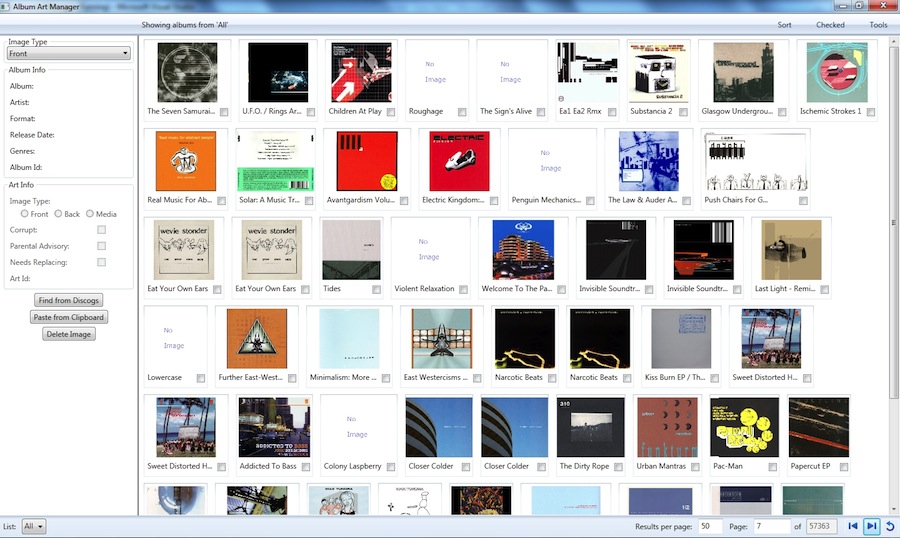 Album Art Manager
Showing albums from 'All'
Sort
Checked
Tools
Image Type
Front
Album Info
Album:
Artist:
Format:
Release Date:
Genres:
Album Id:
Art Info
Image Type:
Front Back Media
Corrupt:
Parental Advisory:
Needs Replacing:
Art Id:
Find from Discogs
Paste from Clipboard
Delete Image
No
Image
No
Image
The Seven Samurai...
U.F.O. / Rings Ar...
Children At Play
Roughage
The Sign's Alive
Ea1 Ea2 Rmx
SUBSTANCIA 2
Substancia 2
Glasgow Undergrou...
Ischemic Strokes 1
ELECTRIC
No
Image
Real Music For Ab...
Solar: A Music Tr...
Avantgardism Volu...
Electric Kingdom:...
Penguin Mechanics...
The Law & Auder A...
Push Chairs For G...
wevie stonder
wevie stonder
No
Image
Eat Your Own Ears
Eat Your Own Ears
Tides
Violent Relaxation
Welcome To The Pa...
Invisible Soundtr...
Invisible Soundtr...
Last Light - Remi...
No
Image
Lowercase
Further East-West...
Minimalism: More ...
East Westercisms ...
Narcotic Beats
Narcotic Beats
Kiss Burn EP / Th...
Sweet Distorted H...
ADDICTED TO BASS
No
Image
Sweet Distorted H...
Addicted To Bass
Colony Laspberry
Closer Colder
Closer Colder
The Dirty Rope
Urban Mantras
Pac-Man
Papercut EP
List: All
Results per page: 50
Page: 7 of 57363